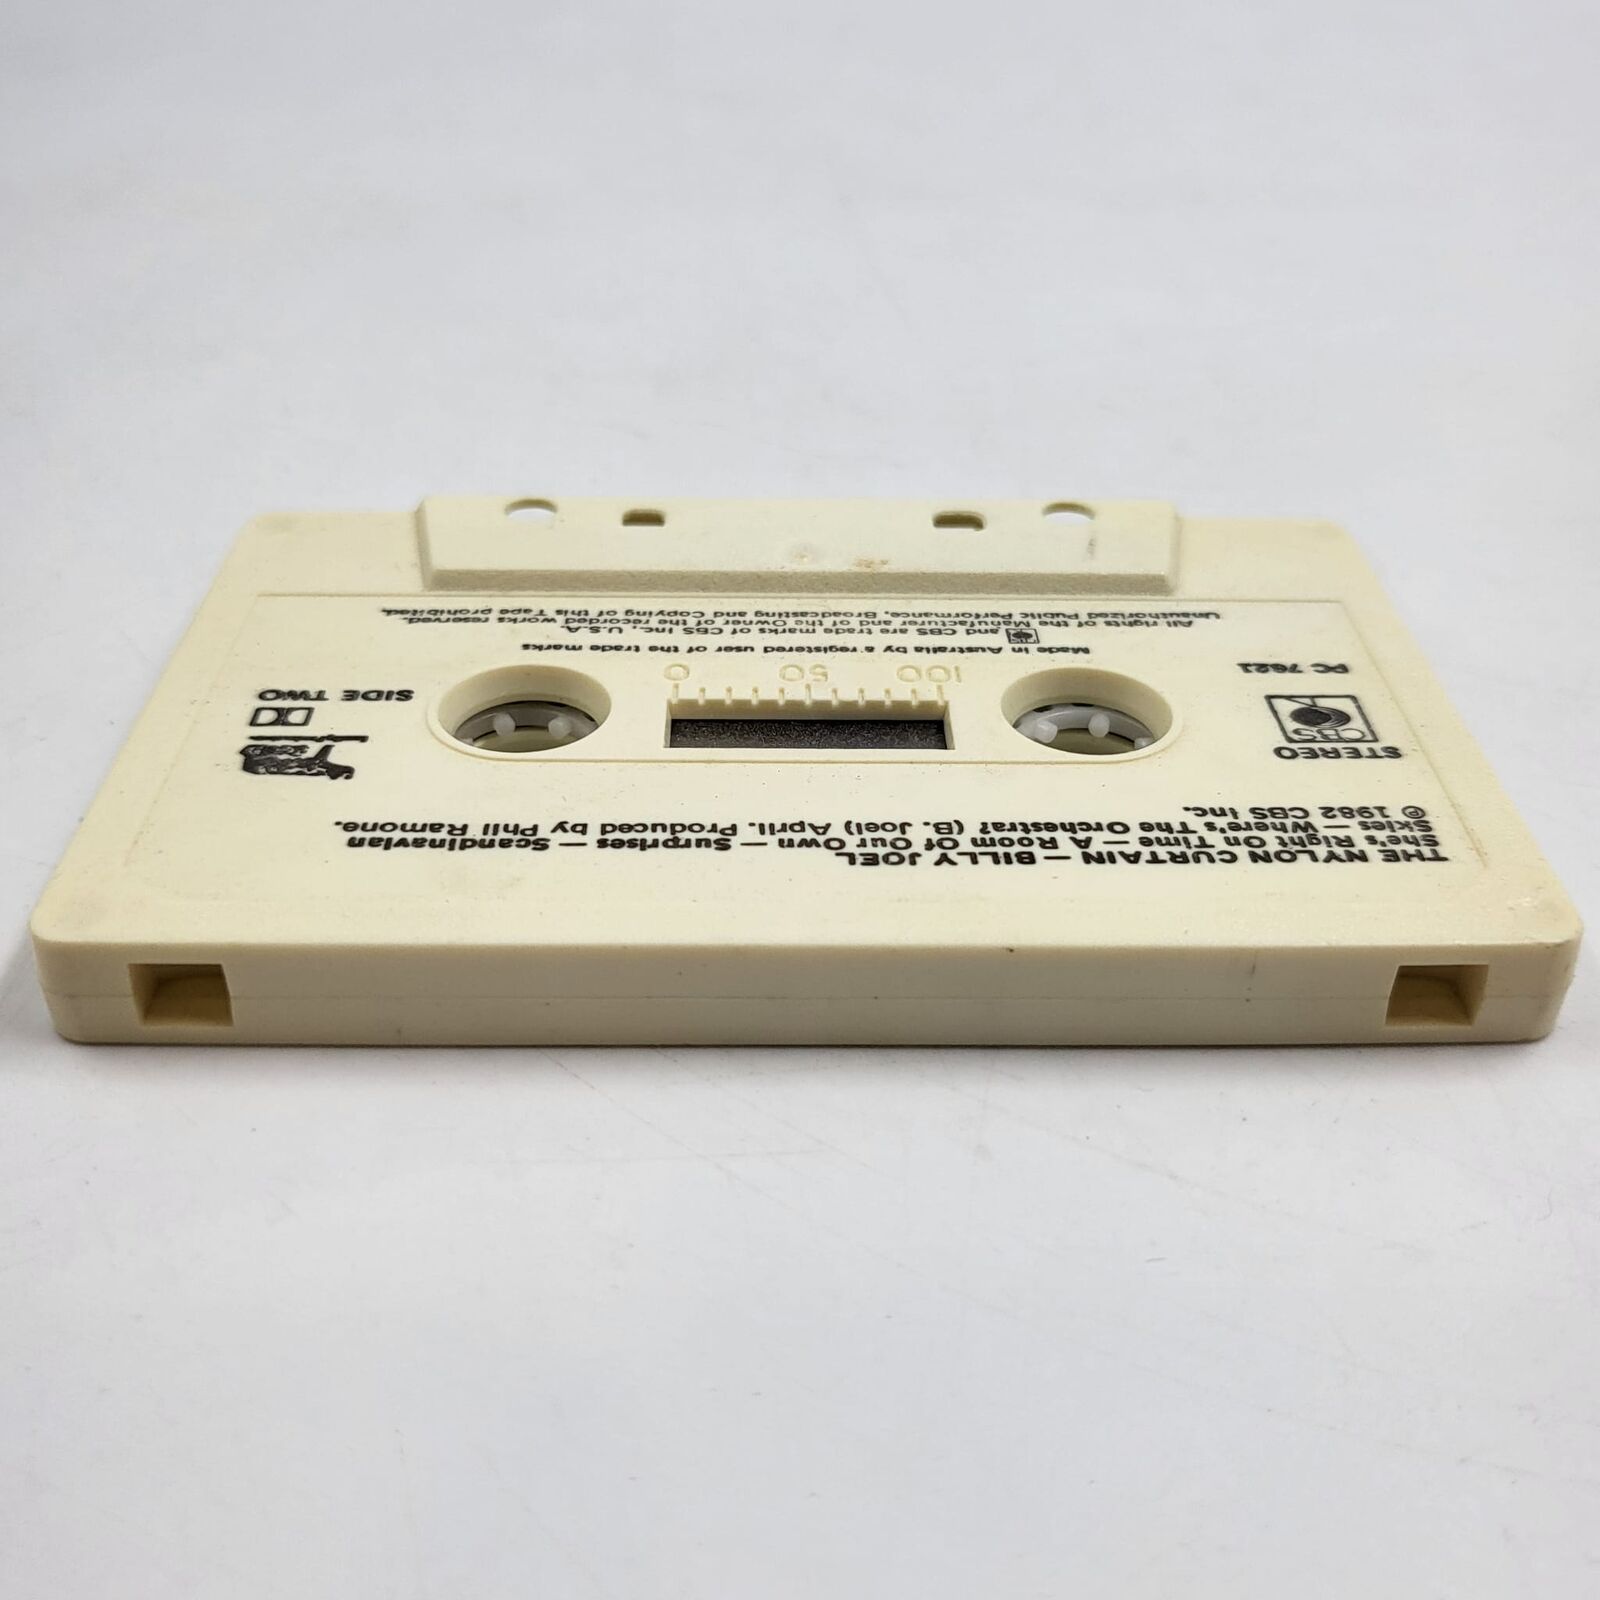 THE NYLON CURTAIN — BILLY JOEL
She's Right On Time — A Room Of Our Own — Surprises — Scandinavian
Skies — Where's The Orchestra? (B. Joel) April. Produced by Phil Ramone.
℗ 1982 CBS Inc.
STEREO
CBS
PC 7621
SIDE TWO
100 50 0
Made in Australia by a registered user of the trade marks
and CBS are trade marks of CBS Inc., U.S.A.
All rights of the Manufacturer and of the Owner of the recorded works reserved.
Unauthorized Public Performance, Broadcasting and Copying of this Tape prohibited.